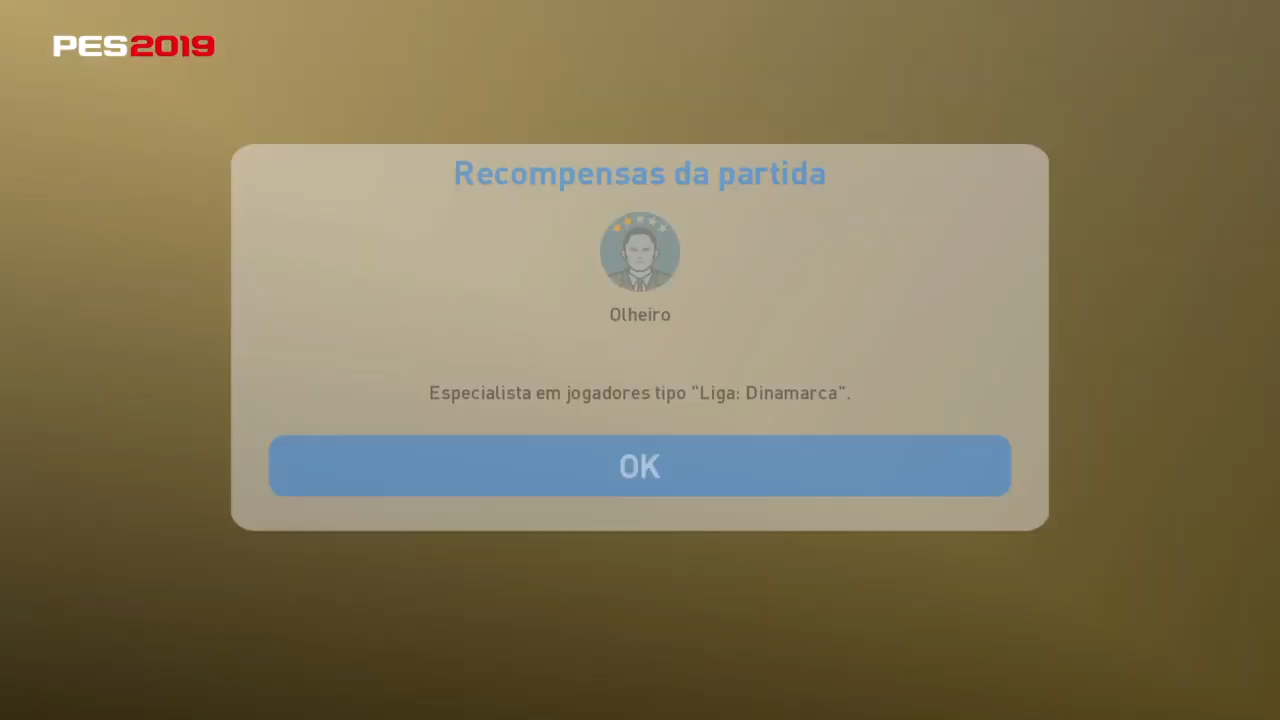 PES2019
Recompensas da partida
Olheiro
Especialista em jogadores tipo "Liga: Dinamarca".
OK